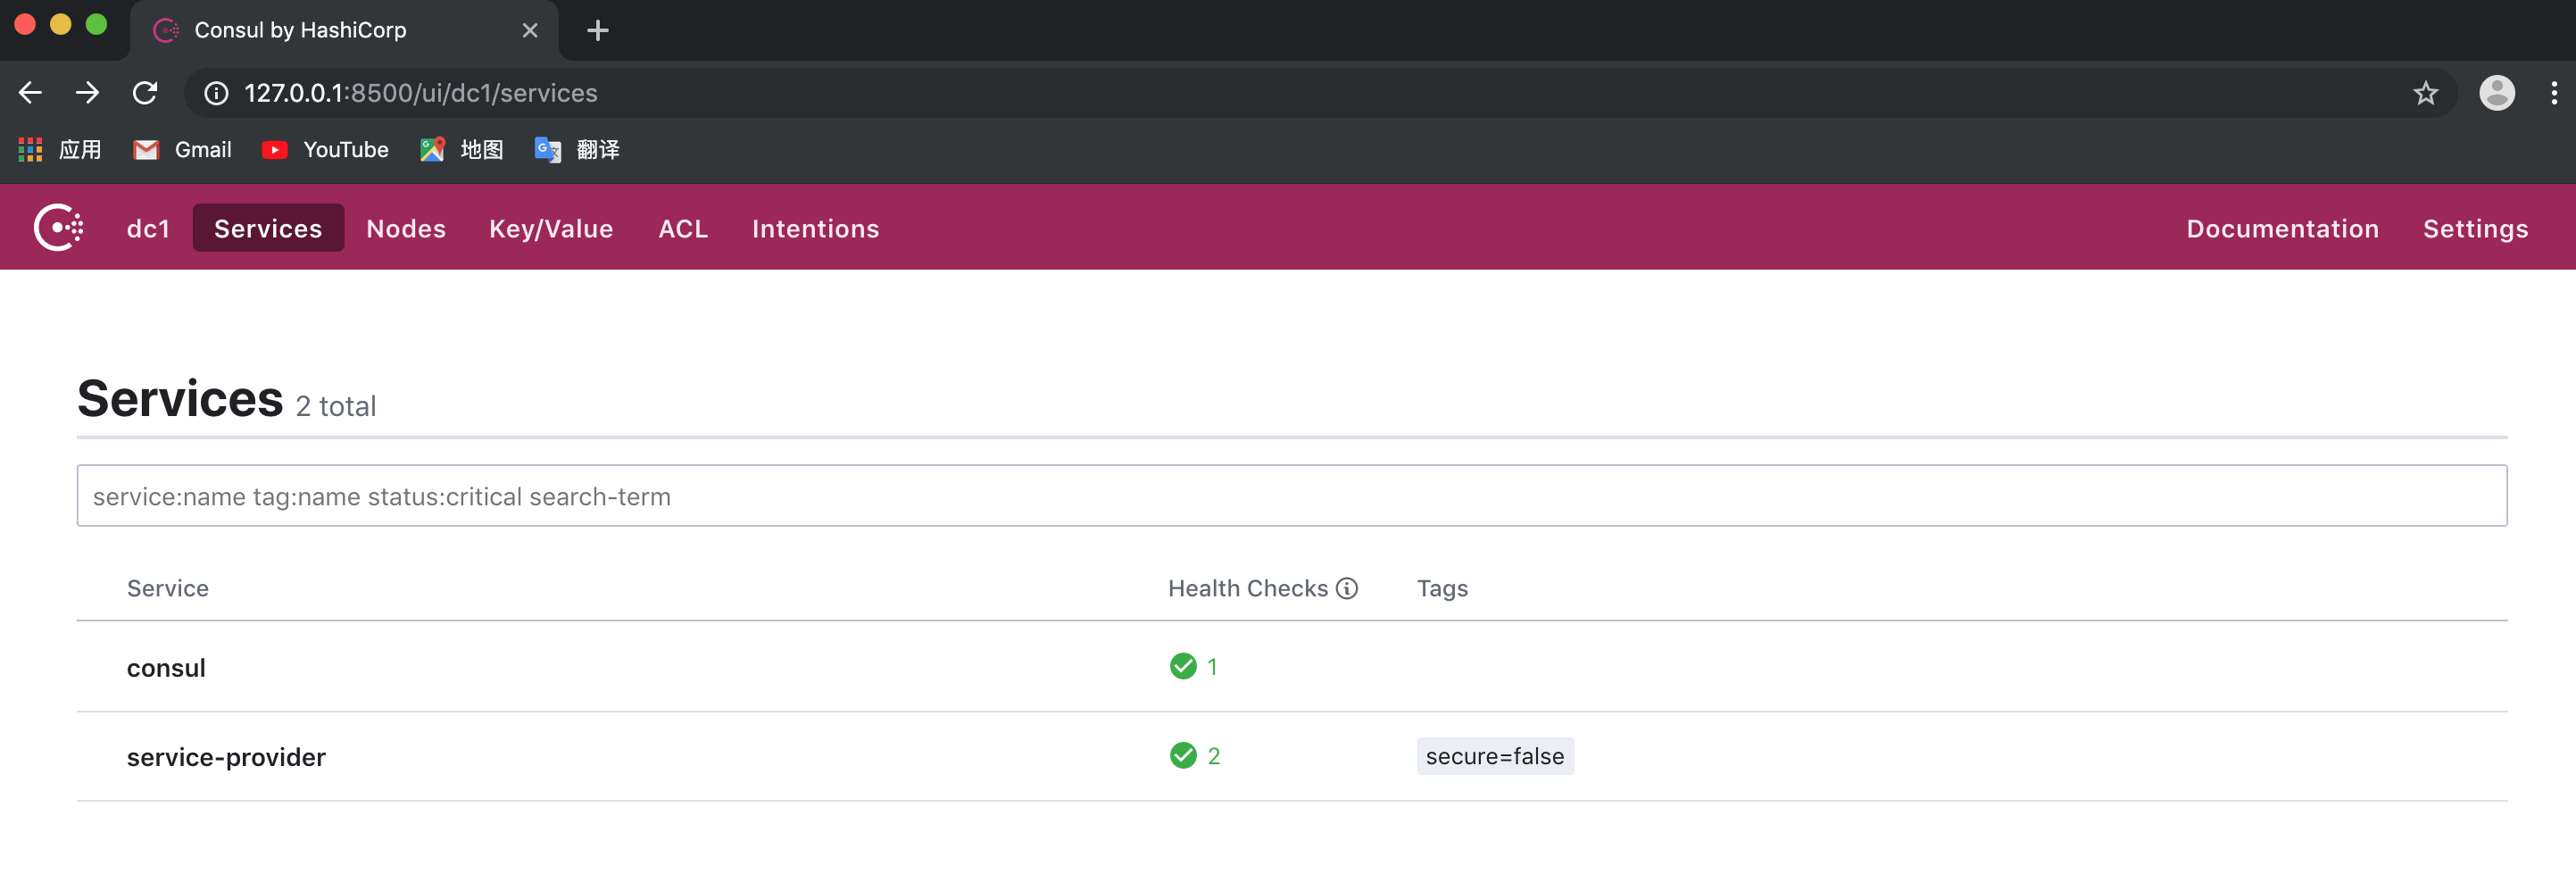 Consul by HashiCorp
127.0.0.1:8500/ui/dc1/services
应用 Gmail YouTube 地图 翻译
dc1 Services Nodes Key/Value ACL Intentions Documentation Settings
Services 2 total
service:name tag:name status:critical search-term
Service Health Checks Tags
consul 1
service-provider 2 secure=false